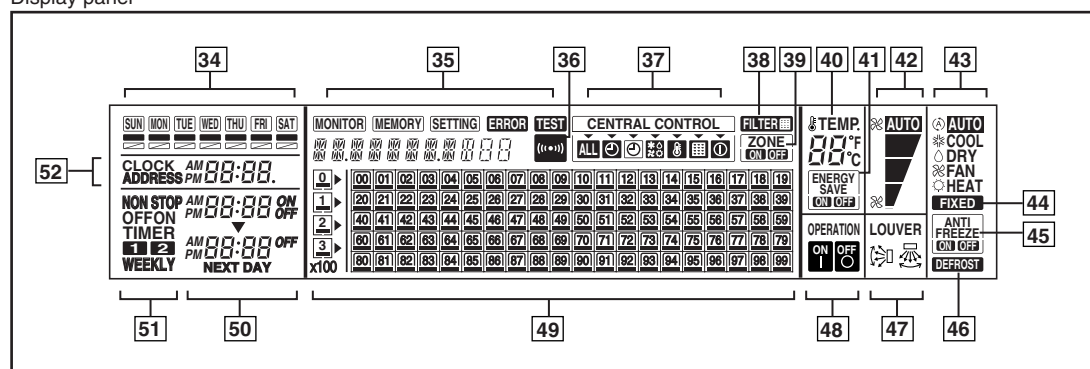 Display panel
34 35 36 37 38 39 40 41 42 43
SUN MON TUE WED THU FRI SAT
CLOCK AM 88:88.
ADDRESS PM
NON STOP AM 88:88 ON
OFF ON PM OFF
TIMER
1 2 AM 88:88 OFF
WEEKLY PM
NEXT DAY
MONITOR MEMORY SETTING ERROR TEST
CENTRAL CONTROL
ALL
FILTER
ZONE
ON OFF
0 00 01 02 03 04 05 06 07 08 09 10 11 12 13 14 15 16 17 18 19
1 20 21 22 23 24 25 26 27 28 29 30 31 32 33 34 35 36 37 38 39
2 40 41 42 43 44 45 46 47 48 49 50 51 52 53 54 55 56 57 58 59
3 60 61 62 63 64 65 66 67 68 69 70 71 72 73 74 75 76 77 78 79
x100 80 81 82 83 84 85 86 87 88 89 90 91 92 93 94 95 96 97 98 99
TEMP.
88 °F
°C
ENERGY
SAVE
ON OFF
OPERATION
ON OFF
AUTO
LOUVER
A AUTO
COOL
DRY
FAN
HEAT
FIXED
ANTI
FREEZE
ON OFF
DEFROST
52
44
45
51 50 49 48 47 46